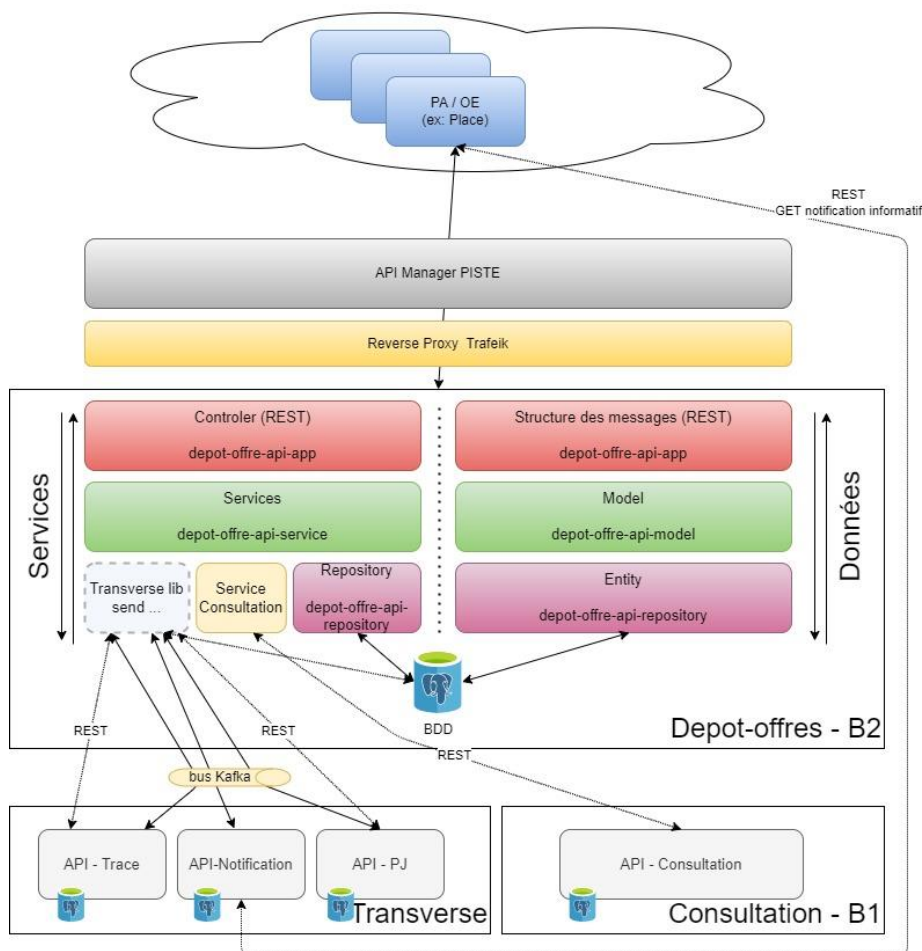 PA / OE
(ex: Place)
REST
GET notification informatif
API Manager PISTE
Reverse Proxy Trafeik
Services
Controler (REST)
depot-offre-api-app
Structure des messages (REST)
depot-offre-api-app
Données
Services
depot-offre-api-service
Model
depot-offre-api-model
Transverse lib
send ...
Service
Consultation
Repository
depot-offre-api-
repository
Entity
depot-offre-api-repository
BDD
Depot-offres - B2
REST
REST
REST
bus Kafka
API - Trace
API-Notification
API - PJ
API - Consultation
Transverse
Consultation - B1